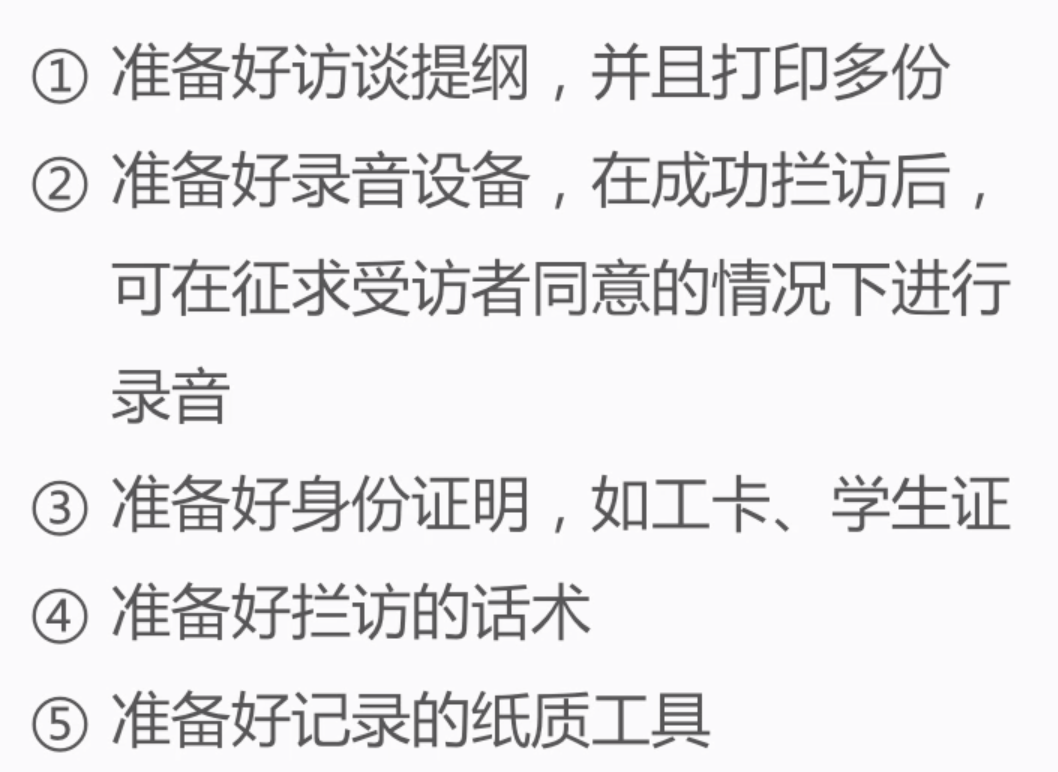 ① 准备好访谈提纲，并且打印多份
② 准备好录音设备，在成功拦访后，
可在征求受访者同意的情况下进行
录音
③ 准备好身份证明，如工卡、学生证
④ 准备好拦访的话术
⑤ 准备好记录的纸质工具